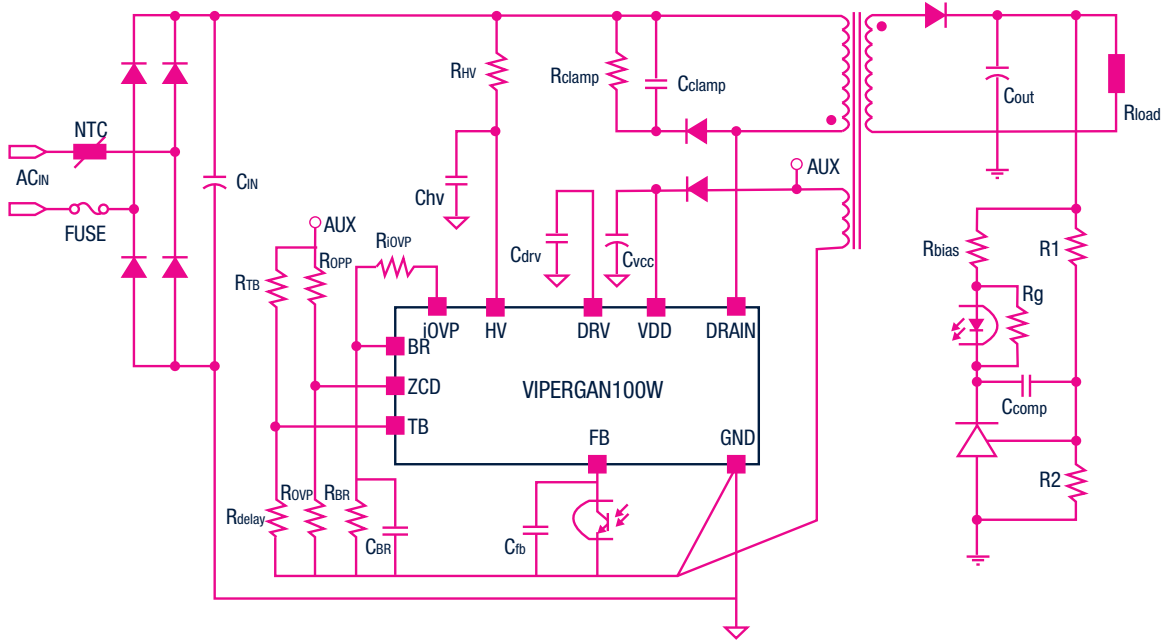 RHV
Rclamp
Cclamp
Cout
Rload
NTC
ACIN
CIN
FUSE
AUX
Chv
Cdrv
Cvcc
AUX
RTB
ROPP
RiOVP
Rbias
R1
Rg
iOVP
HV
DRV
VDD
DRAIN
BR
ZCD
TB
VIPERGAN100W
FB
GND
Ccomp
R2
Rdelay
ROVP
RBR
CBR
Cfb